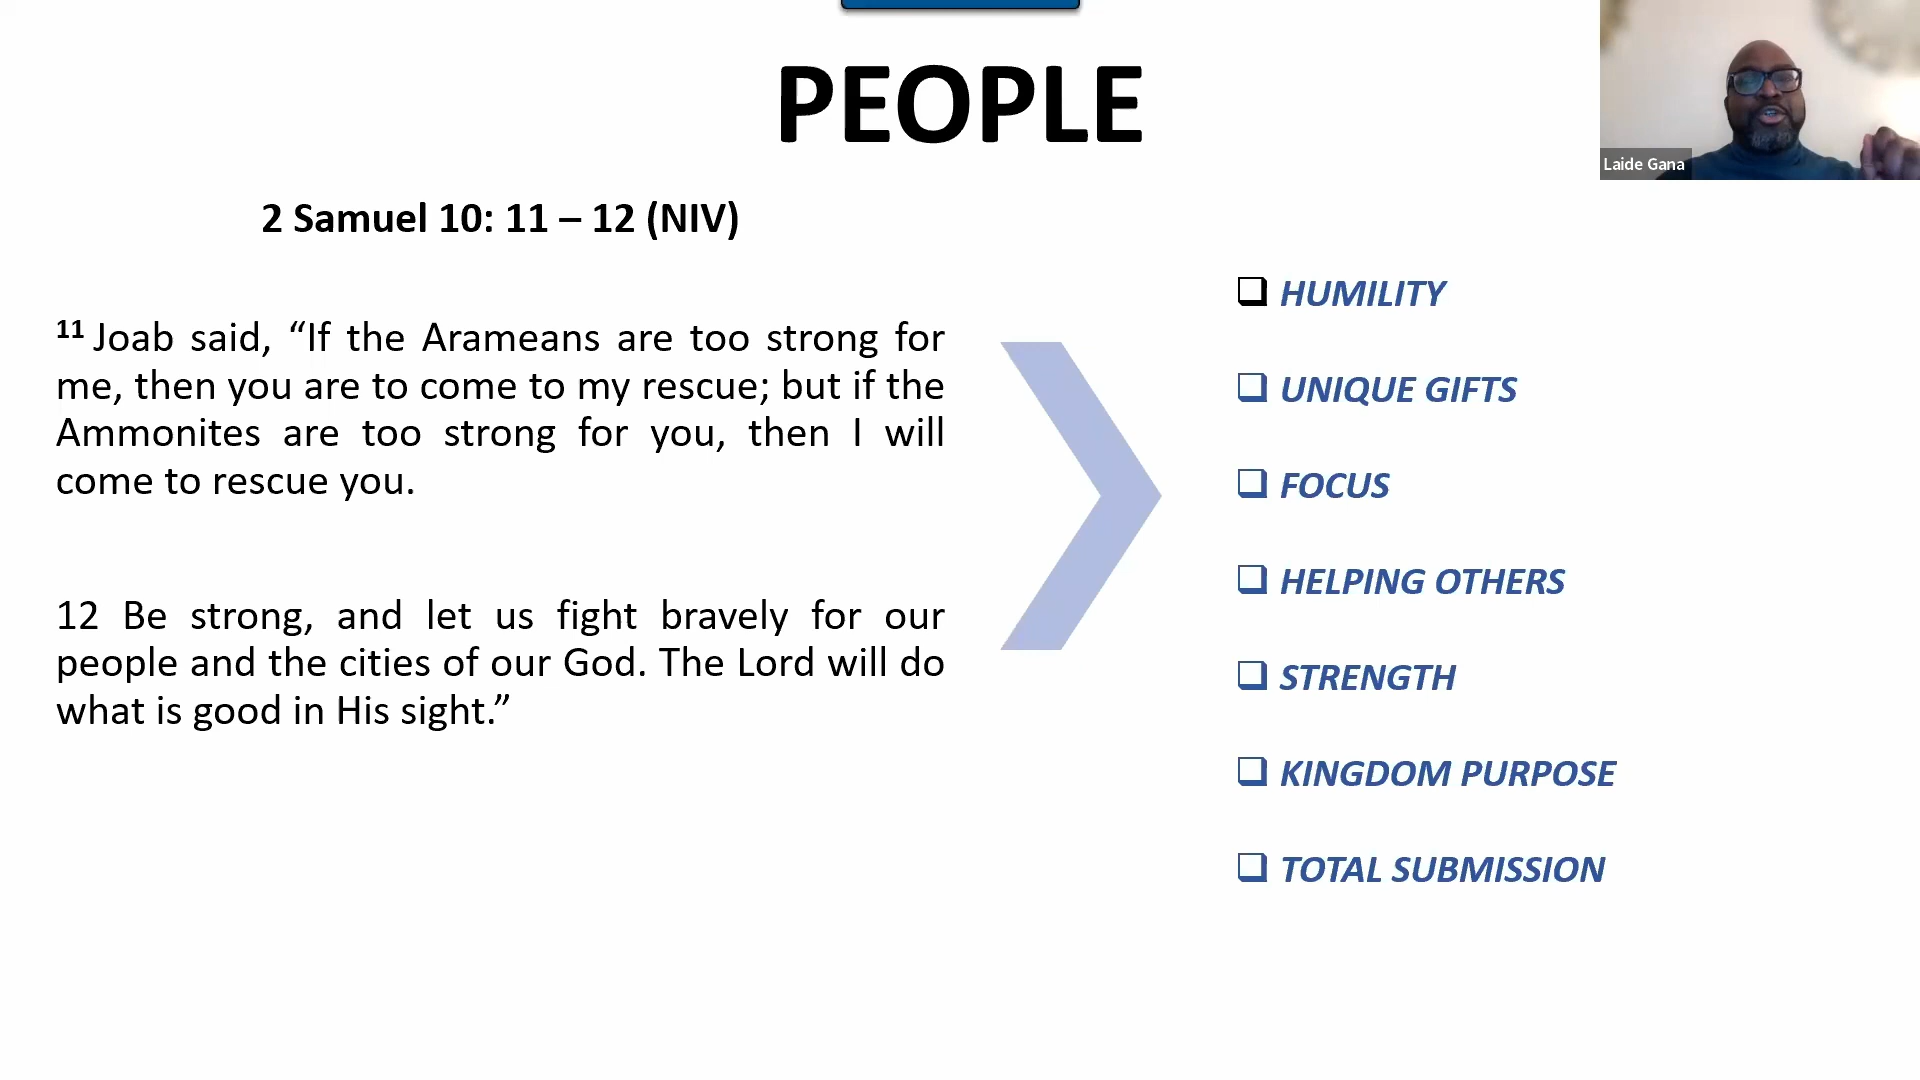 PEOPLE
Laide Gana
2 Samuel 10: 11 – 12 (NIV)
11 Joab said, “If the Arameans are too strong for
me, then you are to come to my rescue; but if the
Ammonites are too strong for you, then I will
come to rescue you.
12 Be strong, and let us fight bravely for our
people and the cities of our God. The Lord will do
what is good in His sight.”
HUMILITY
UNIQUE GIFTS
FOCUS
HELPING OTHERS
STRENGTH
KINGDOM PURPOSE
TOTAL SUBMISSION